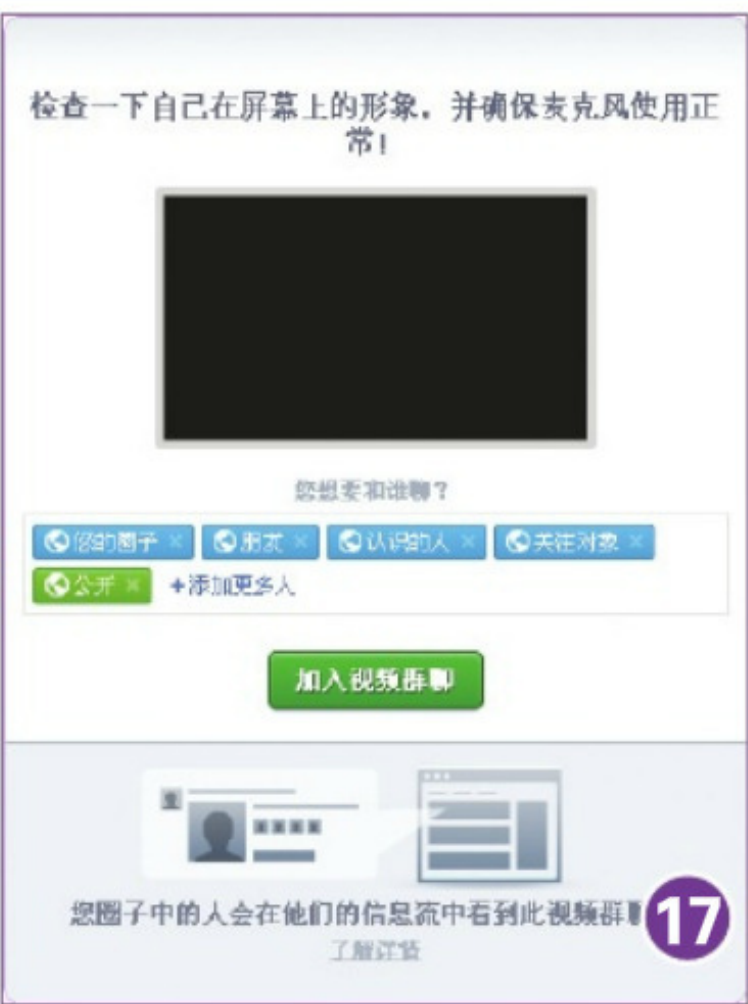 检查一下自己在屏幕上的形象,并确保麦克风使用正
常!
您想要和谁聊?
您的圈子 × 朋友 × 认识的人 × 关注对象 ×
公开 × +添加更多人
加入视频群聊
您圈子中的人会在他们的信息流中看到此视频群
17
了解详情